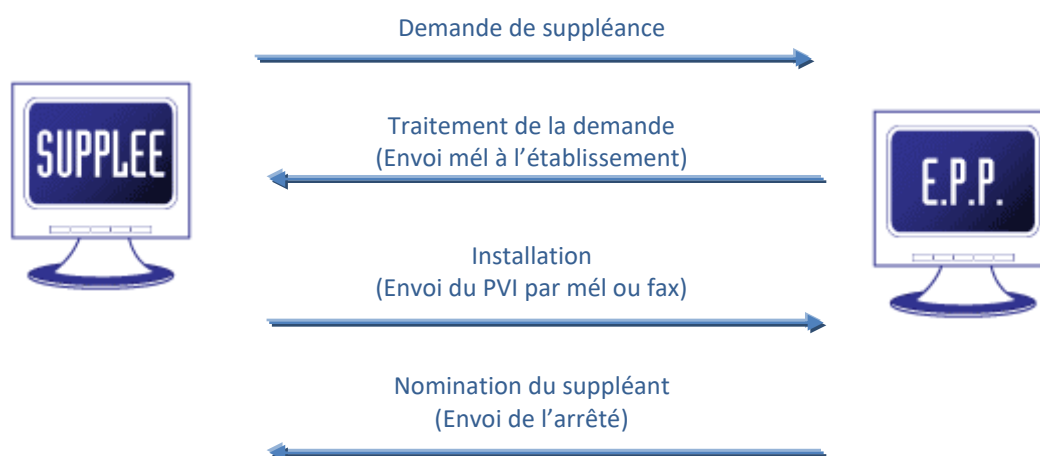 Demande de suppléance
SUPPLEE
Traitement de la demande
(Envoi mél à l’établissement)
E.P.P.
Installation
(Envoi du PVI par mél ou fax)
Nomination du suppléant
(Envoi de l’arrêté)